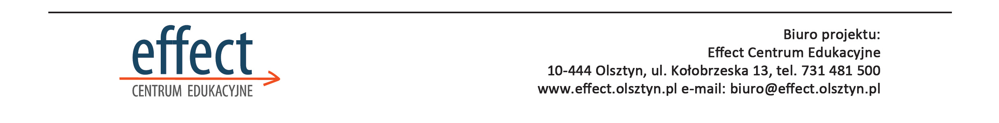 effect
CENTRUM EDUKACYJNE
Biuro projektu:
Effect Centrum Edukacyjne
10-444 Olsztyn, ul. Kołobrzeska 13, tel. 731 481 500
www.effect.olsztyn.pl e-mail: biuro@effect.olsztyn.pl